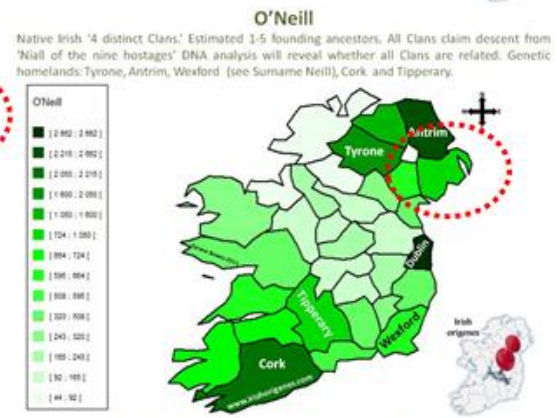 O'Neill
Native Irish '4 distinct Clans.' Estimated 1-5 founding ancestors. All Clans claim descent from
'Niall of the nine hostages.' DNA analysis will reveal whether all Clans are related. Genetic
homelands: Tyrone, Antrim, Wexford (see Surname Neill), Cork and Tipperary.
O'Neill
[ 2 662 ; 2 662 ]
[ 2 215 ; 2 662 [
[ 2 050 ; 2 215 [
[ 1 600 ; 2 050 [
[ 1 050 ; 1 600 [
[ 724 ; 1 050 [
[ 664 ; 724 [
[ 595 ; 664 [
[ 508 ; 595 [
[ 320 ; 508 [
[ 243 ; 320 [
[ 165 ; 243 [
[ 92 ; 165 [
[ 44 ; 92 [
Antrim
Tyrone
Dublin
Tipperary
Wexford
Cork
www.irishorigenes.com
Irish
origenes